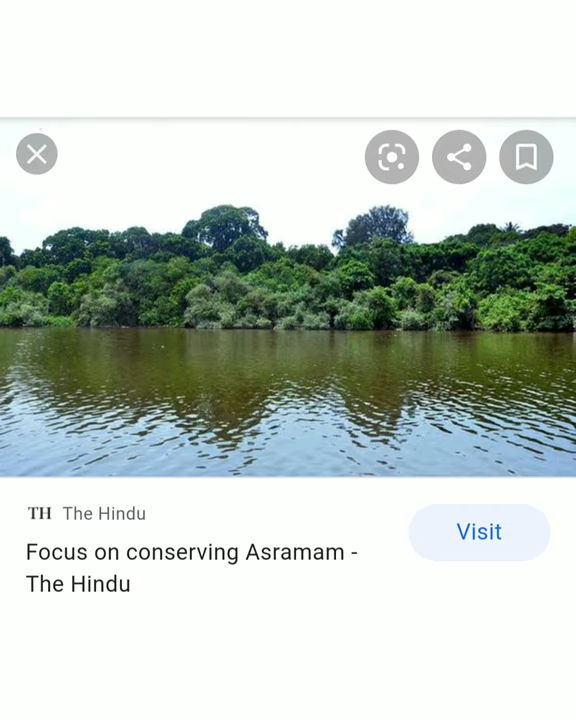 TH The Hindu
Focus on conserving Asramam -
The Hindu
Visit